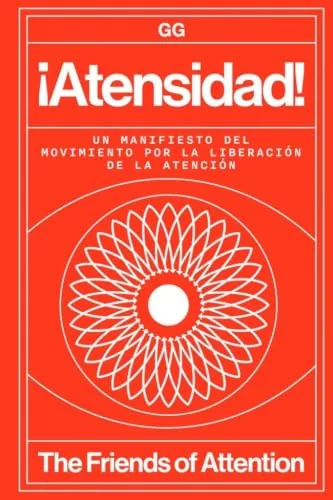 GG
¡Atensidad!
UN MANIFIESTO DEL
MOVIMIENTO POR LA LIBERACIÓN
DE LA ATENCIÓN
The Friends of Attention